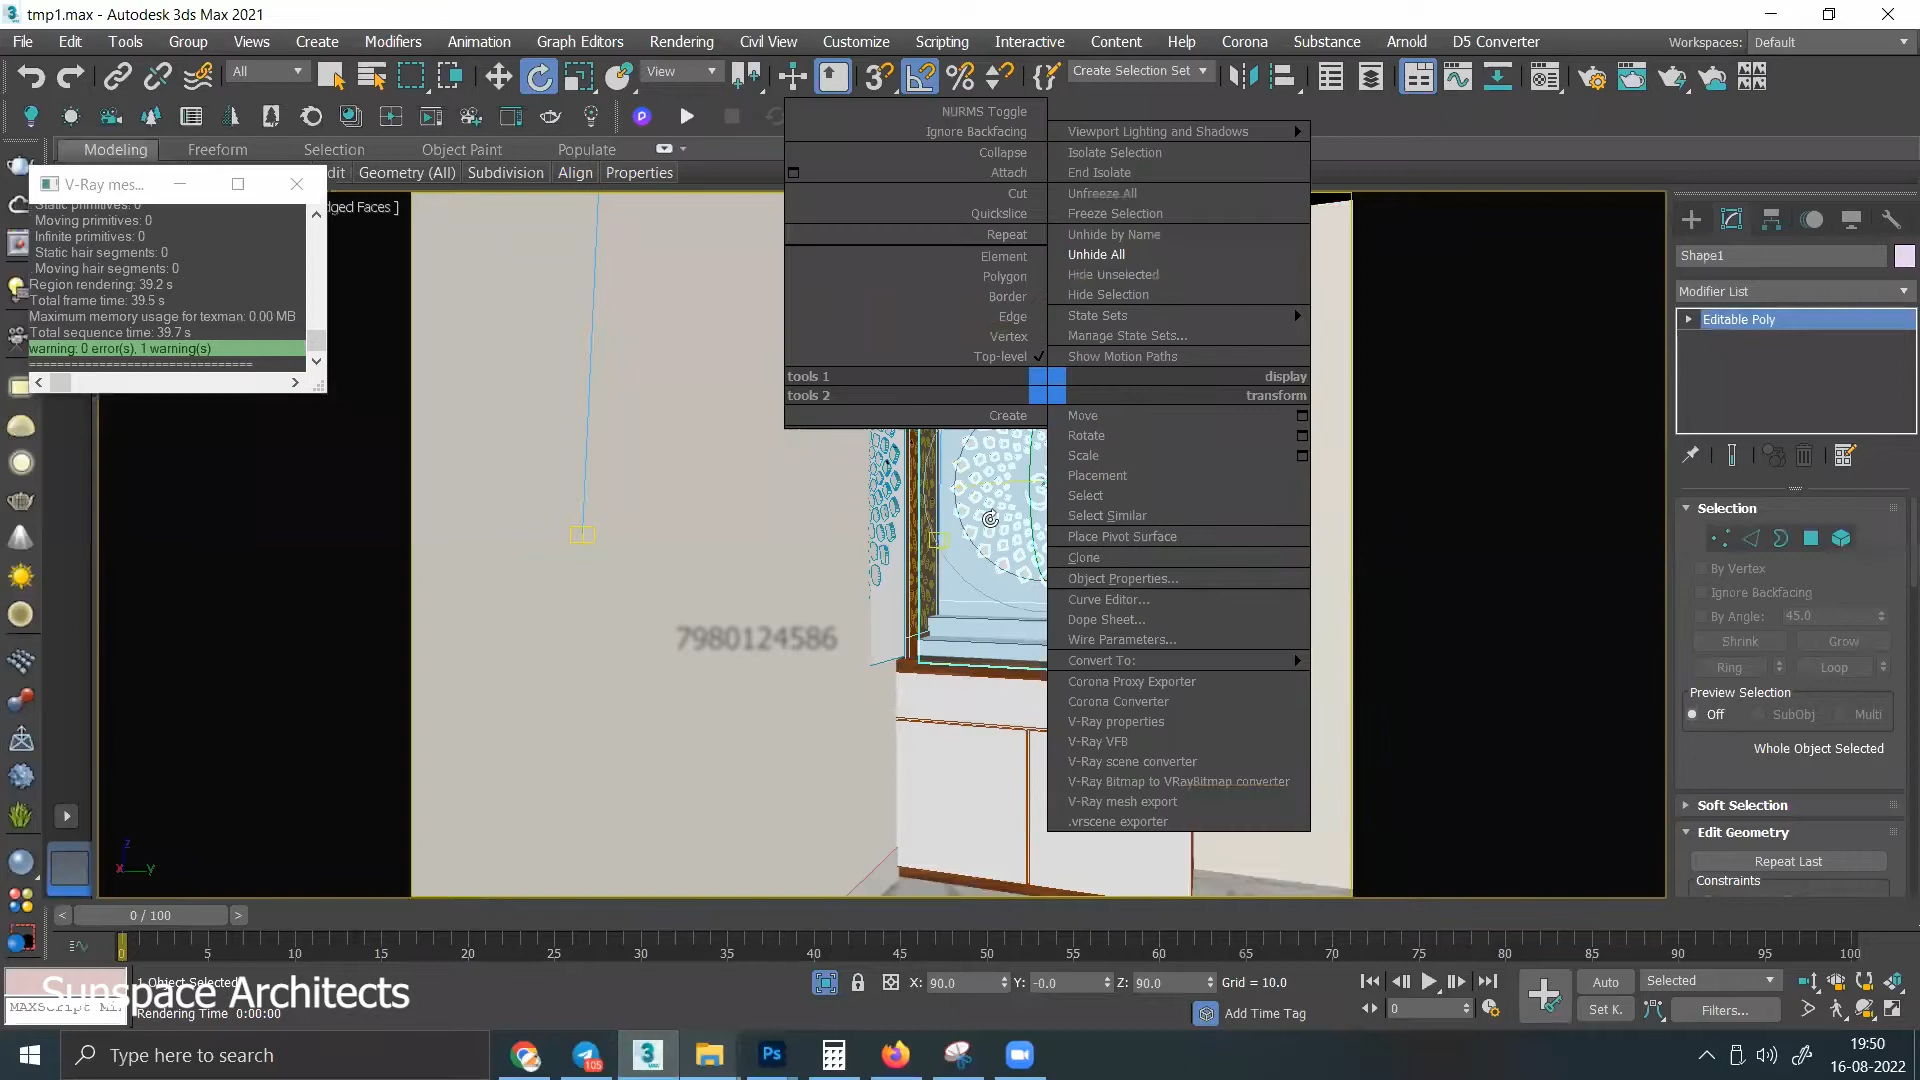 tmp1.max - Autodesk 3ds Max 2021
File Edit Tools Group Views Create Modifiers Animation Graph Editors Rendering Civil View Customize Scripting Interactive Content Help Corona Substance Arnold D5 Converter Workspaces: Default
All View Create Selection Set
Modeling Freeform Selection Object Paint Populate
dit Geometry (All) Subdivision Align Properties
V-Ray mes...
Static primitives: 0
Moving primitives: 0
Infinite primitives: 0
Static hair segments: 0
Moving hair segments: 0
Region rendering: 39.2 s
Total frame time: 39.5 s
Maximum memory usage for texman: 0.00 MB
Total sequence time: 39.7 s
warning: 0 error(s), 1 warning(s)
==============================
dged Faces ]
NURMS Toggle
Ignore Backfacing
Collapse
Attach
Cut
Quickslice
Repeat
Element
Polygon
Border
Edge
Vertex
Top-level
tools 1
tools 2
Create
Viewport Lighting and Shadows
Isolate Selection
End Isolate
Unfreeze All
Freeze Selection
Unhide by Name
Unhide All
Hide Unselected
Hide Selection
State Sets
Manage State Sets...
Show Motion Paths
display
transform
Move
Rotate
Scale
Placement
Select
Select Similar
Place Pivot Surface
Clone
Object Properties...
Curve Editor...
Dope Sheet...
Wire Parameters...
Convert To:
Corona Proxy Exporter
Corona Converter
V-Ray properties
V-Ray VFB
V-Ray scene converter
V-Ray Bitmap to VRayBitmap converter
V-Ray mesh export
.vrscene exporter
7980124586
z
x y
Shape1
Modifier List
Editable Poly
Selection
By Vertex
Ignore Backfacing
By Angle: 45.0
Shrink Grow
Ring Loop
Preview Selection
Off SubObj Multi
Whole Object Selected
Soft Selection
Edit Geometry
Repeat Last
Constraints
< 0 / 100 >
0 5 10 15 20 25 30 35 40 45 50 55 60 65 70 75 80 85 90 95 100
1 Object Selected
Sunspace Architects
MAXScript Mi
Rendering Time 0:00:00
X: 90.0 Y: -0.0 Z: 90.0 Grid = 10.0
Add Time Tag
0
Auto Selected
Set K. Filters...
Type here to search
105
3
MAX
Ps
19:50
16-08-2022